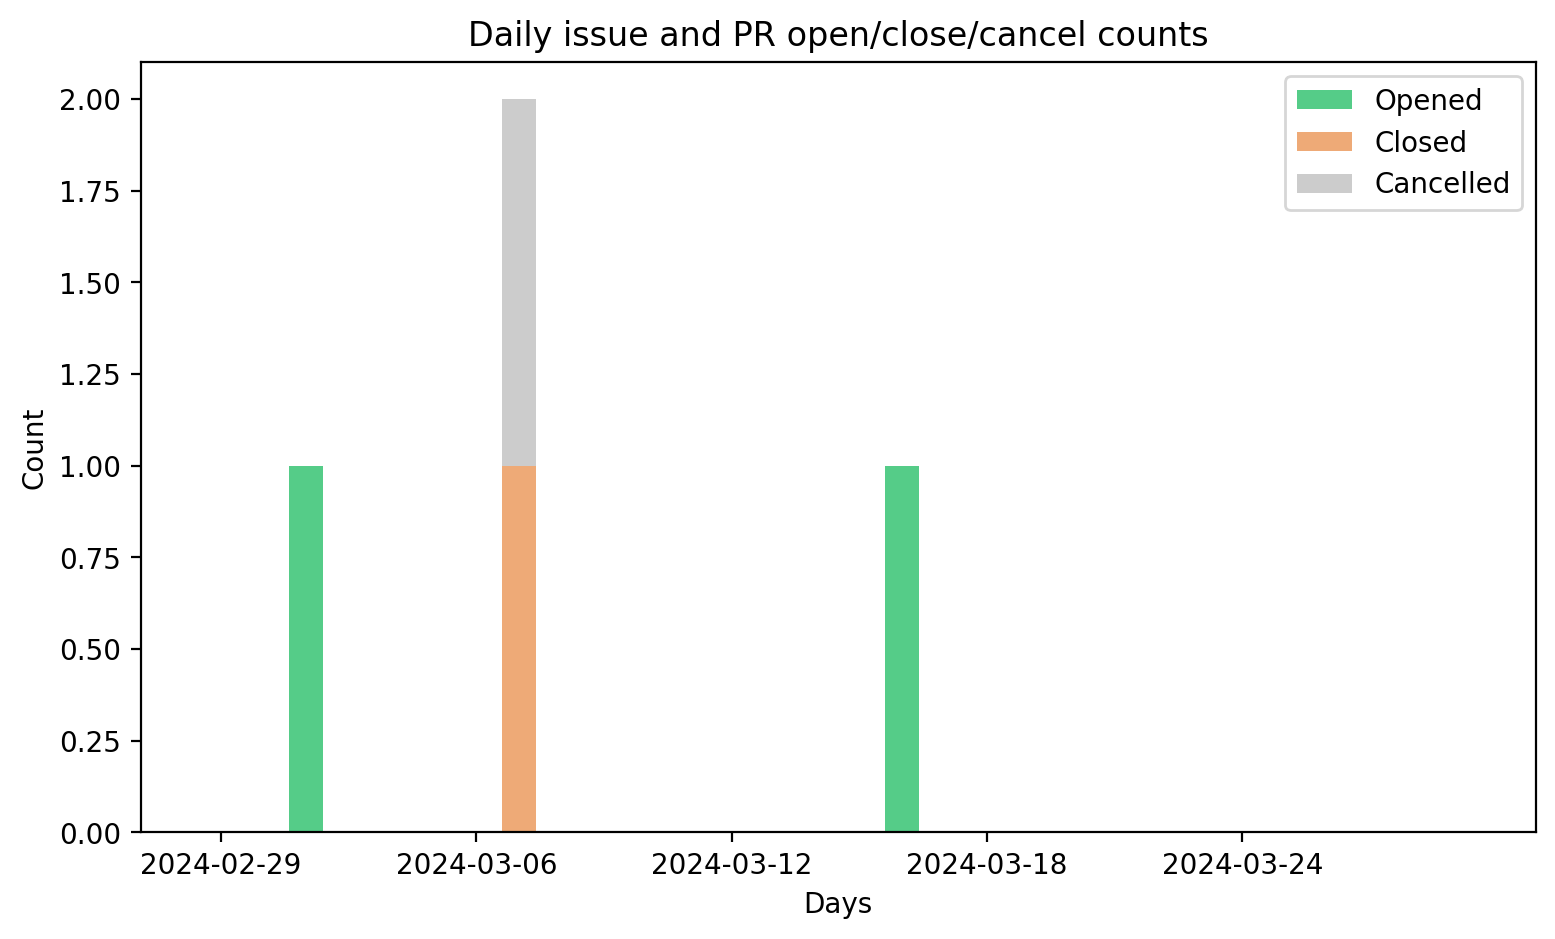 Daily issue and PR open/close/cancel counts
Opened
Closed
Cancelled
Count
2.00
1.75
1.50
1.25
1.00
0.75
0.50
0.25
0.00
2024-02-29 2024-03-06 2024-03-12 2024-03-18 2024-03-24
Days